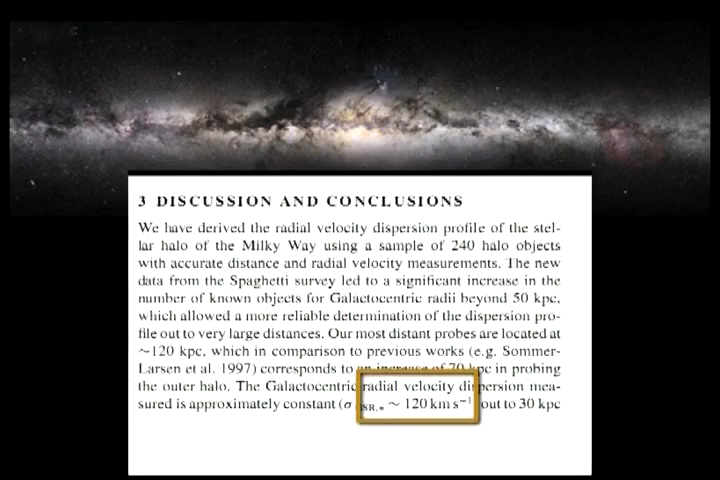 3 DISCUSSION AND CONCLUSIONS
We have derived the radial velocity dispersion profile of the stel-
lar halo of the Milky Way using a sample of 240 halo objects
with accurate distance and radial velocity measurements. The new
data from the Spaghetti survey led to a significant increase in the
number of known objects for Galactocentric radii beyond 50 kpc,
which allowed a more reliable determination of the dispersion pro-
file out to very large distances. Our most distant probes are located at
~120 kpc, which in comparison to previous works (e.g. Sommer-
Larsen et al. 1997) corresponds to an increase of 70 kpc in probing
the outer halo. The Galactocentric radial velocity dispersion mea-
sured is approximately constant (σ SR,* ~ 120 km s⁻¹ out to 30 kpc